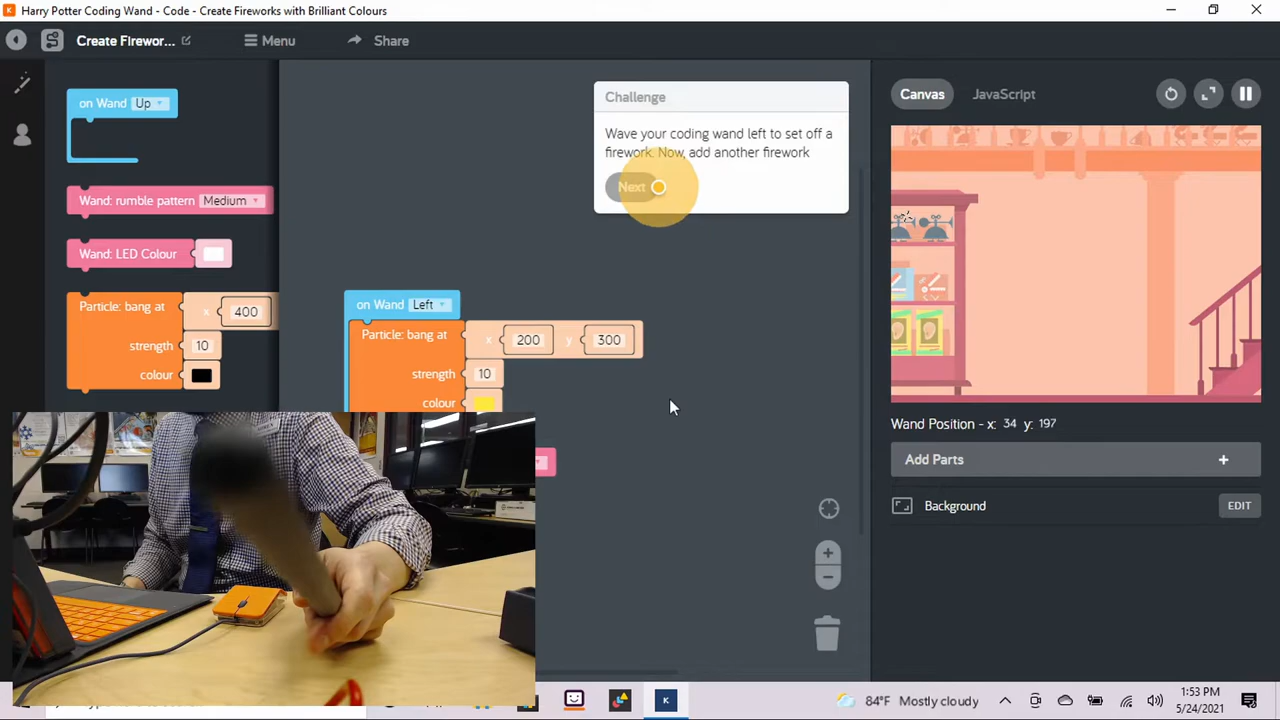 Harry Potter Coding Wand - Code - Create Fireworks with Brilliant Colours
Create FIrewor...
Menu
Share
on Wand Up
Wand: rumble pattern Medium
Wand: LED Colour
Particle: bang at x 400
strength 10
colour
Challenge
Wave your coding wand left to set off a
firework. Now, add another firework
Next
on Wand Left
Particle: bang at x 200 y 300
strength 10
colour
Canvas
JavaScript
Wand Position - x: 34 y: 197
Add Parts +
Background
EDIT
84°F Mostly cloudy
1:53 PM
5/24/2021